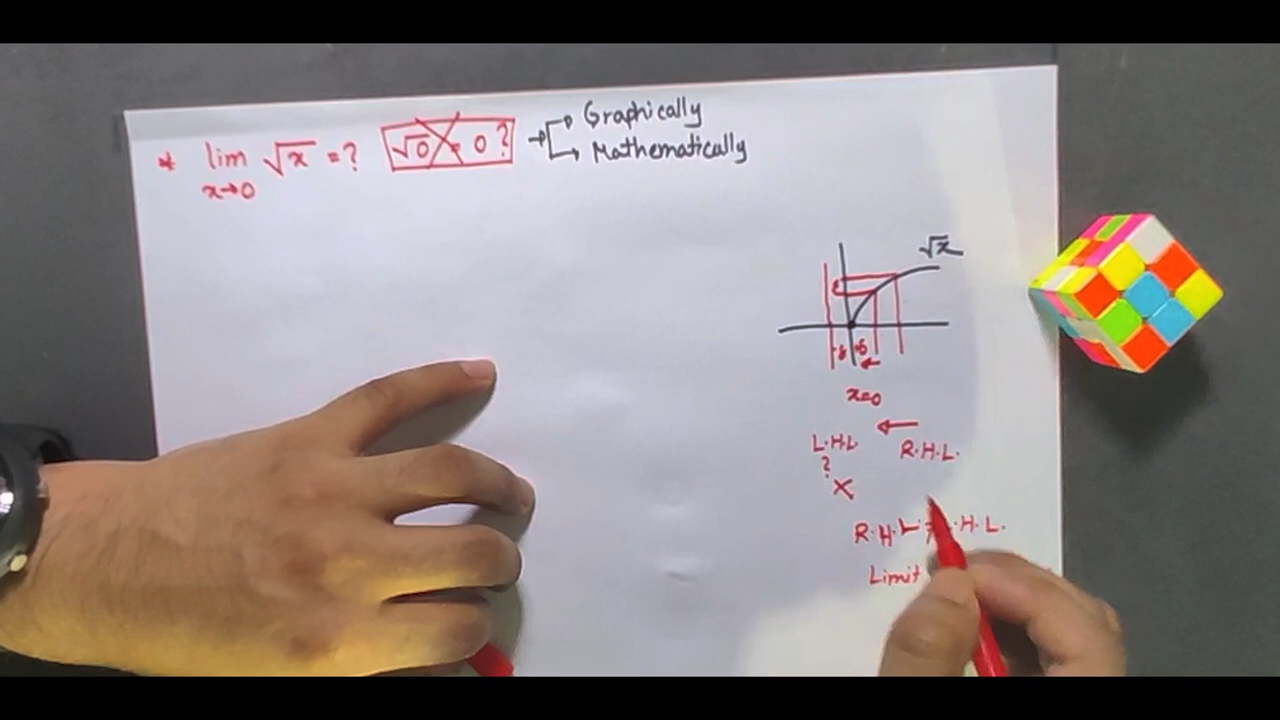 * lim √x = ? √0 = 0 ? → Graphically
x→0 → Mathematically
√x
ε
-δ +δ
x=0
L.H.L. R.H.L.
?
X
R.H.L ≠ L.H.L.
Limit